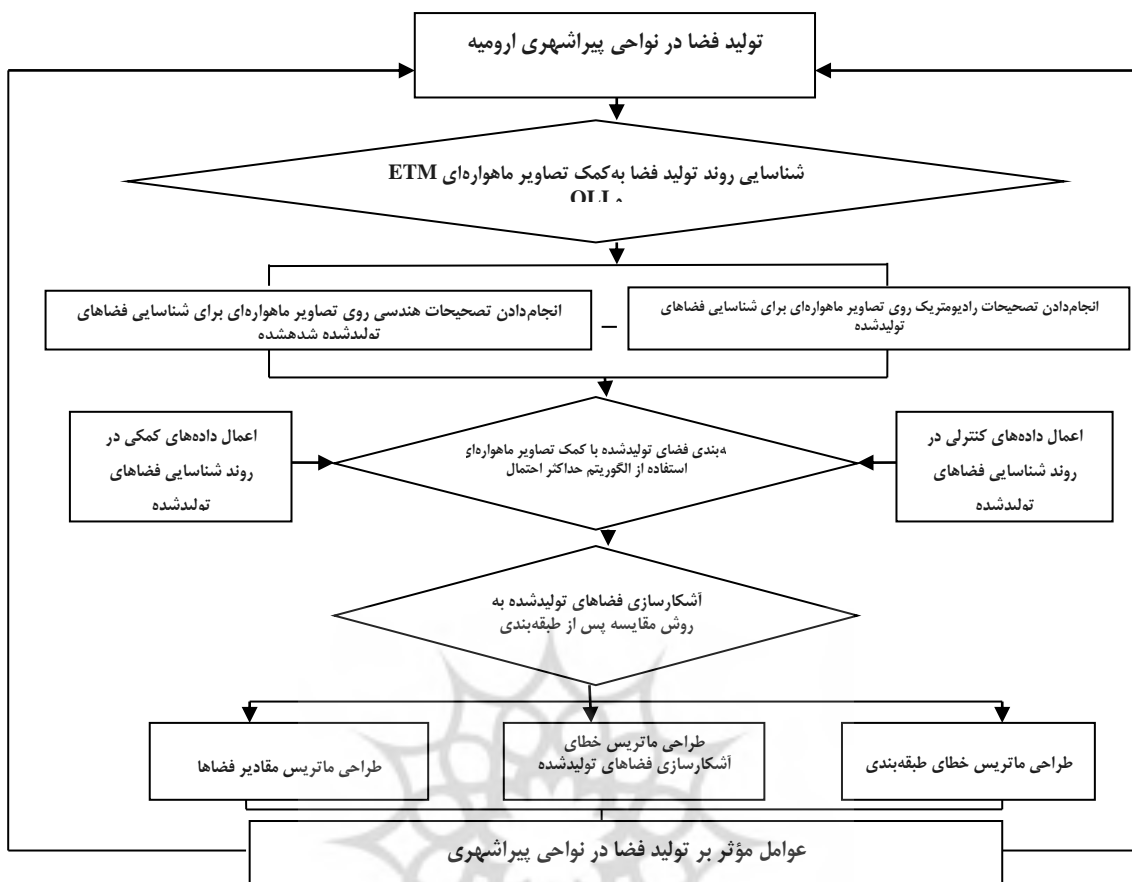 تولید فضا در نواحی پیراشهری ارومیه
شناسایی روند تولید فضا به‌کمک تصاویر ماهواره‌ای ETM
و OLI
انجام‌دادن تصحیحات رادیومتریک روی تصاویر ماهواره‌ای برای شناسایی فضاهای
تولیدشده
–
انجام‌دادن تصحیحات هندسی روی تصاویر ماهواره‌ای برای شناسایی فضاهای
تولیدشده شدهشده
اعمال داده‌های کنترلی در
روند شناسایی فضاهای
تولیدشده
ه‌بندی فضای تولیدشده با کمک تصاویر ماهواره‌ای
استفاده از الگوریتم حداکثر احتمال
اعمال داده‌های کمکی در
روند شناسایی فضاهای
تولیدشده
آشکارسازی فضاهای تولیدشده به
روش مقایسه پس از طبقه‌بندی
طراحی ماتریس خطای طبقه‌بندی
طراحی ماتریس خطای
آشکارسازی فضاهای تولیدشده
طراحی ماتریس مقادیر فضاها
عوامل مؤثر بر تولید فضا در نواحی پیراشهری